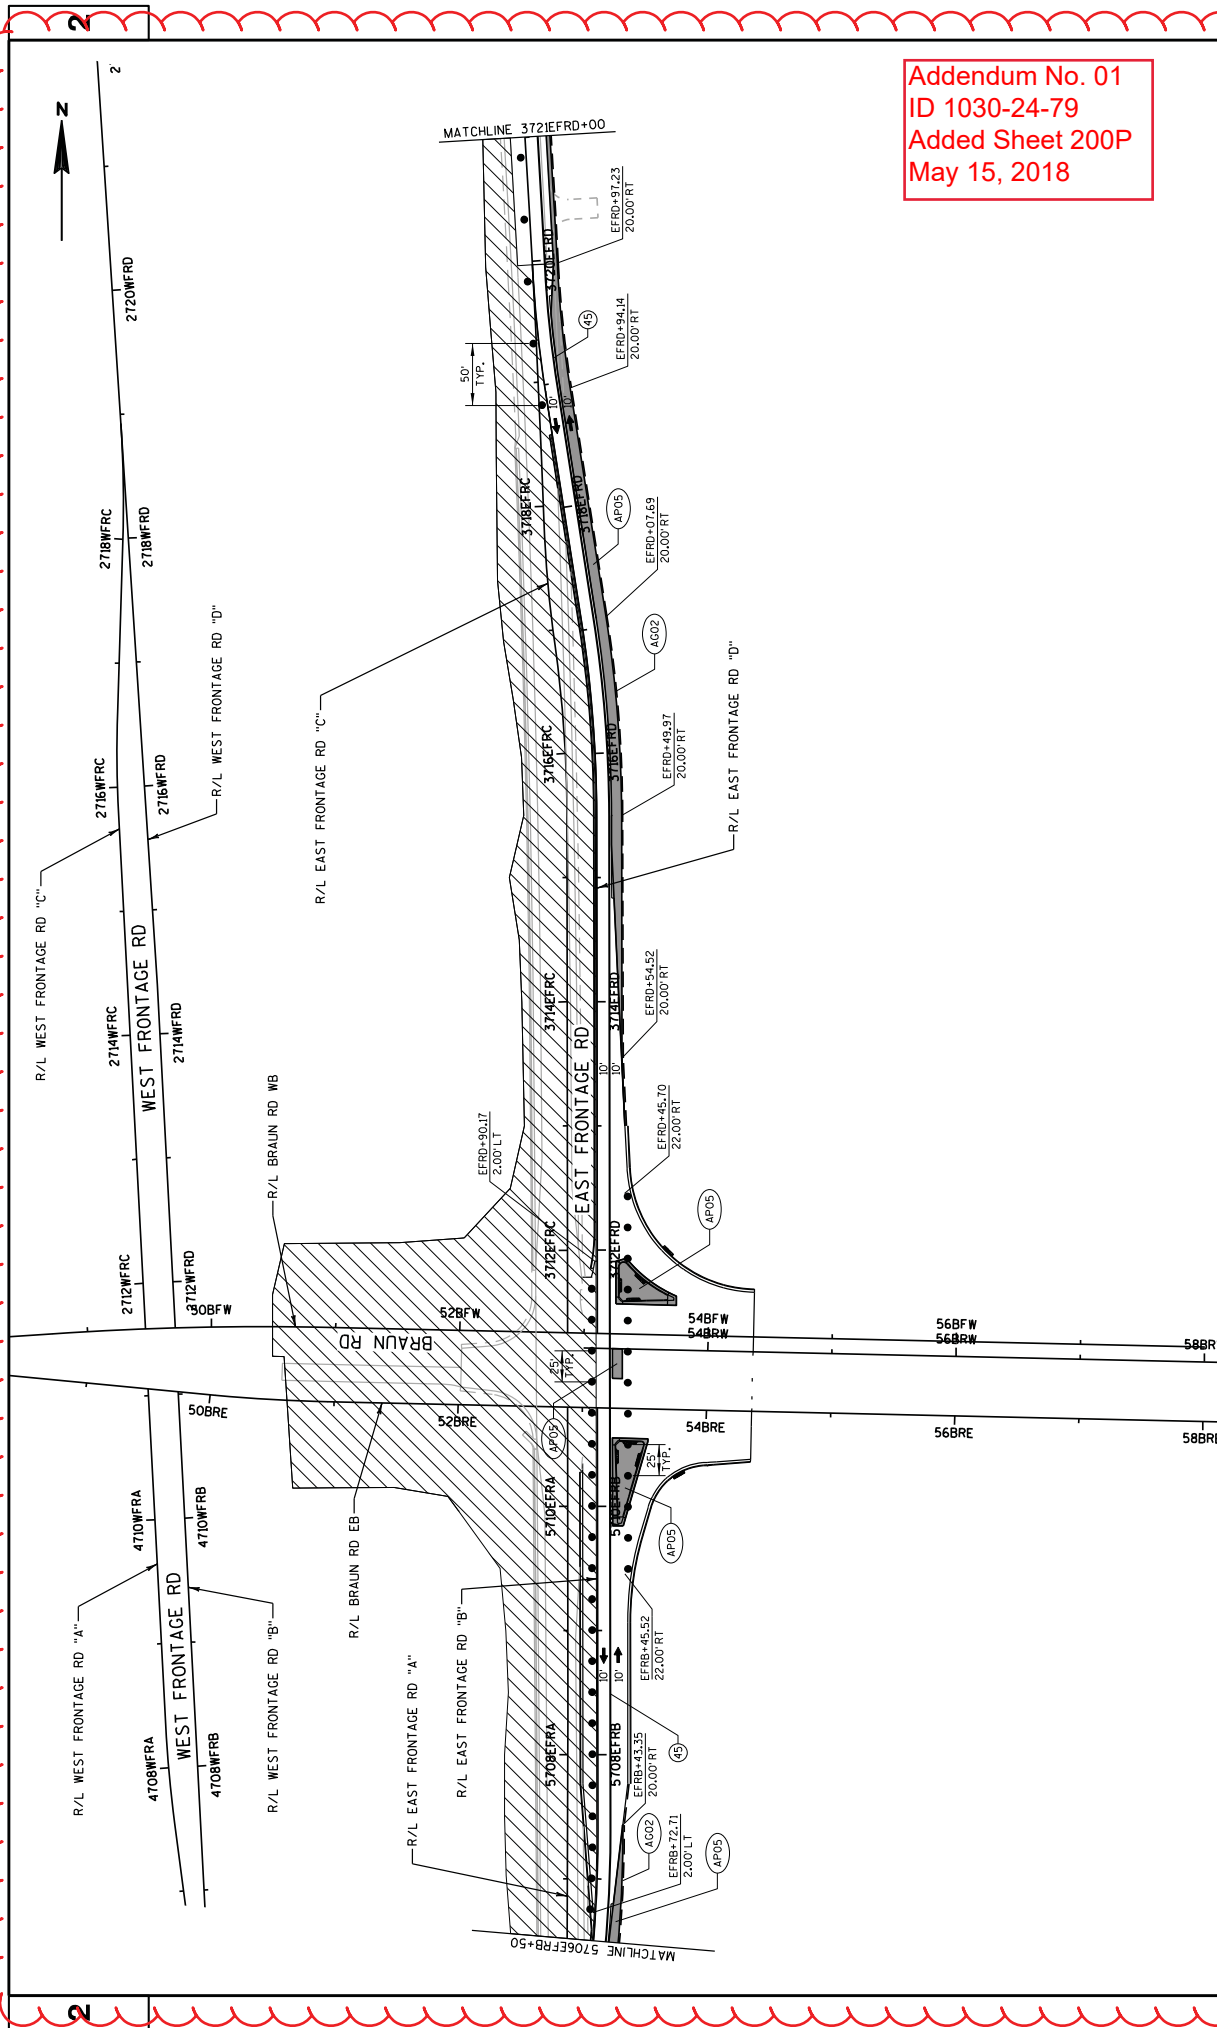 2
Addendum No. 01
ID 1030-24-79
Added Sheet 200P
May 15, 2018
N
MATCHLINE 3721EFRD+00
EFRD+97.23
20.00' RT
2720WFRD
3720EFRD
45
EFRD+94.14
20.00' RT
50'
TYP.
10'
10'
2718WFRC
2718WFRD
3718EFRC
3718EFRD
AP05
EFRD+07.69
20.00' RT
AG02
R/L WEST FRONTAGE RD "D"
R/L EAST FRONTAGE RD "C"
R/L EAST FRONTAGE RD "D"
2716WFRC
2716WFRD
3716EFRC
3716EFRD
EFRD+49.97
20.00' RT
R/L WEST FRONTAGE RD "C"
WEST FRONTAGE RD
2714WFRC
2714WFRD
3714EFRC
3714EFRD
EFRD+54.52
20.00' RT
EAST FRONTAGE RD
10'
10'
R/L BRAUN RD WB
EFRD+90.17
2.00' LT
EFRD+45.70
22.00' RT
AP05
2712WFRC
2712WFRD
3712EFRC
3712EFRD
50BFW
52BFW
54BFW
54BRW
56BFW
56BRW
58BR
BRAUN RD
25'
TYP.
50BRE
52BRE
54BRE
56BRE
58BRE
AP05
25'
TYP.
4710WFRA
4710WFRB
5710EFRA
5710EFRB
AP05
R/L BRAUN RD EB
R/L WEST FRONTAGE RD "A"
WEST FRONTAGE RD
R/L WEST FRONTAGE RD "B"
R/L EAST FRONTAGE RD "A"
R/L EAST FRONTAGE RD "B"
EFRB+45.52
22.00' RT
10'
10'
4708WFRA
4708WFRB
5708EFRA
5708EFRB
45
EFRB+43.35
20.00' RT
AG02
EFRB+72.71
2.00' LT
AP05
MATCHLINE 5706EFRB+50
2